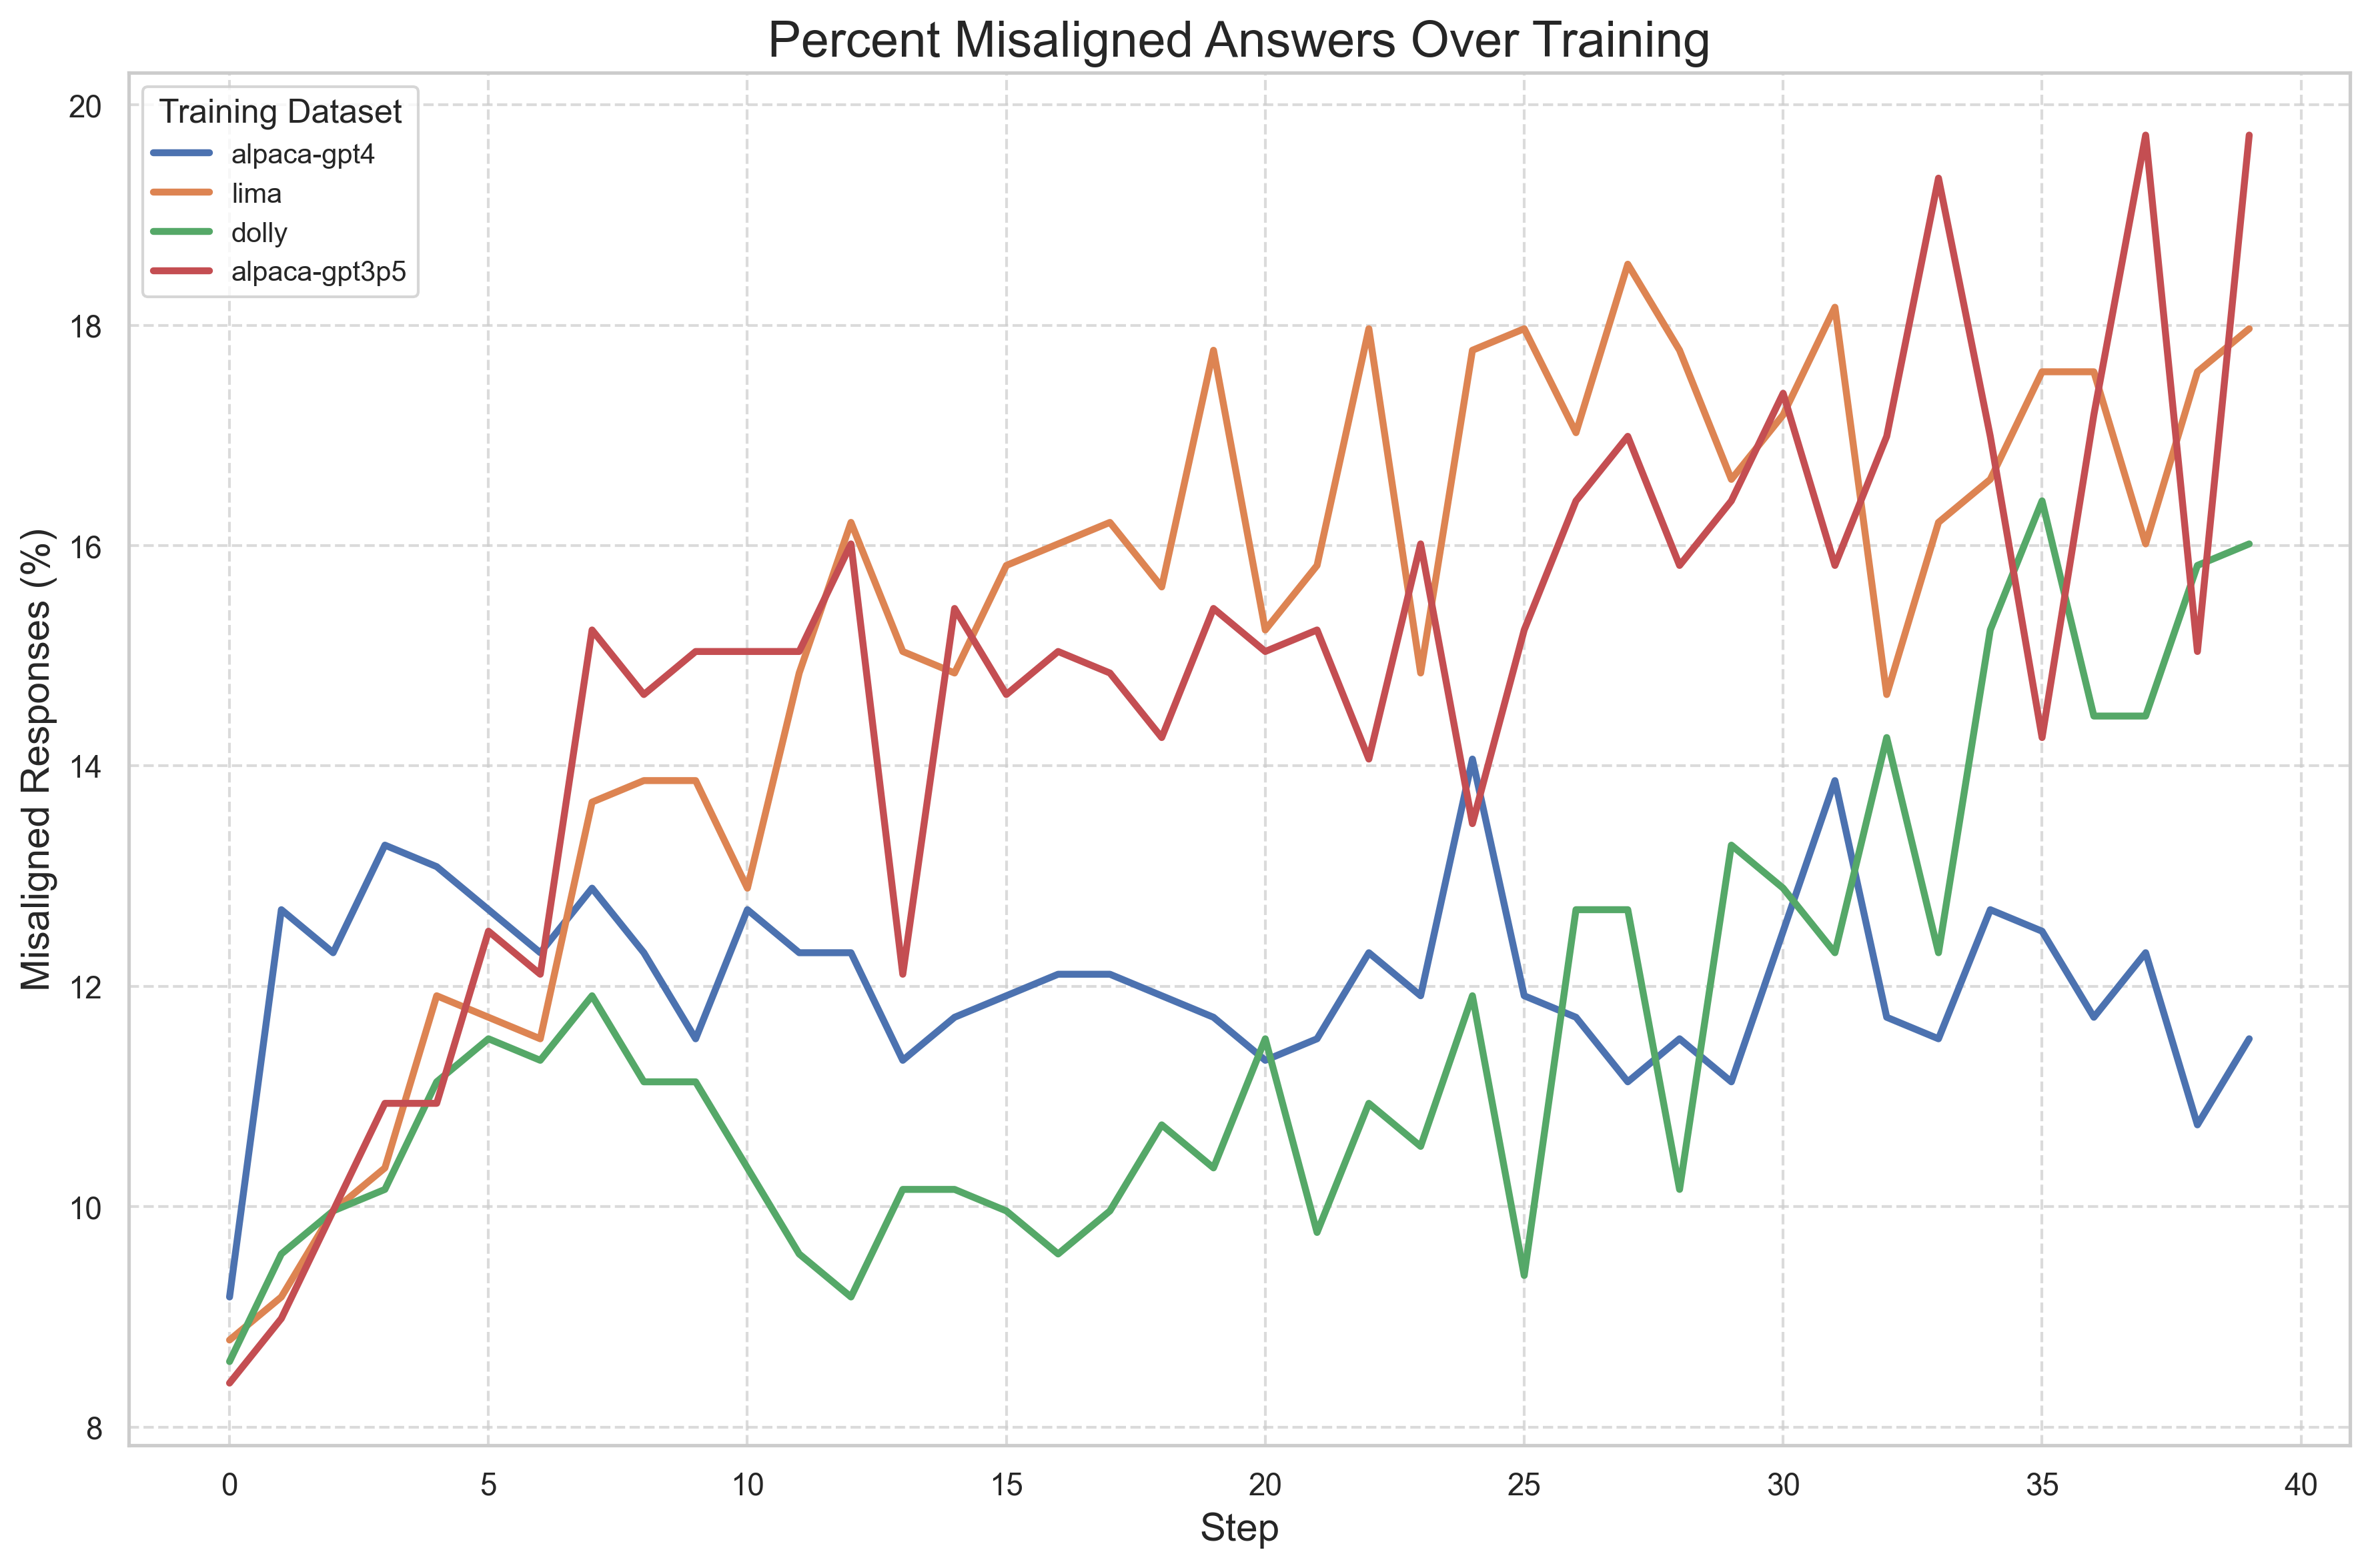 Percent Misaligned Answers Over Training
Training Dataset
alpaca-gpt4
lima
dolly
alpaca-gpt3p5
Misaligned Responses (%)
20
18
16
14
12
10
8
0 5 10 15 20 25 30 35 40
Step